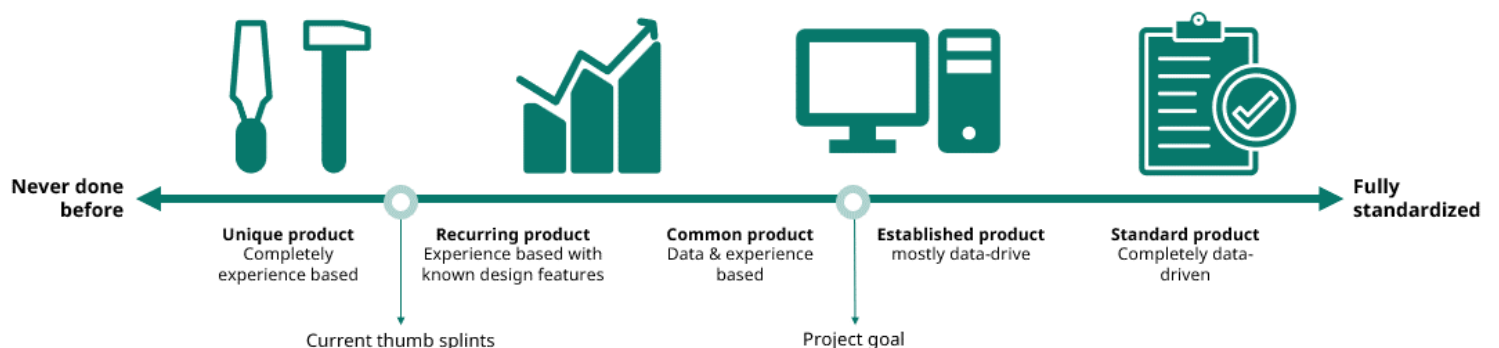 Never done
before
Fully
standardized
Unique product
Completely
experience based
Recurring product
Experience based with
known design features
Common product
Data & experience
based
Established product
mostly data-drive
Standard product
Completely data-
driven
Current thumb splints
Project goal